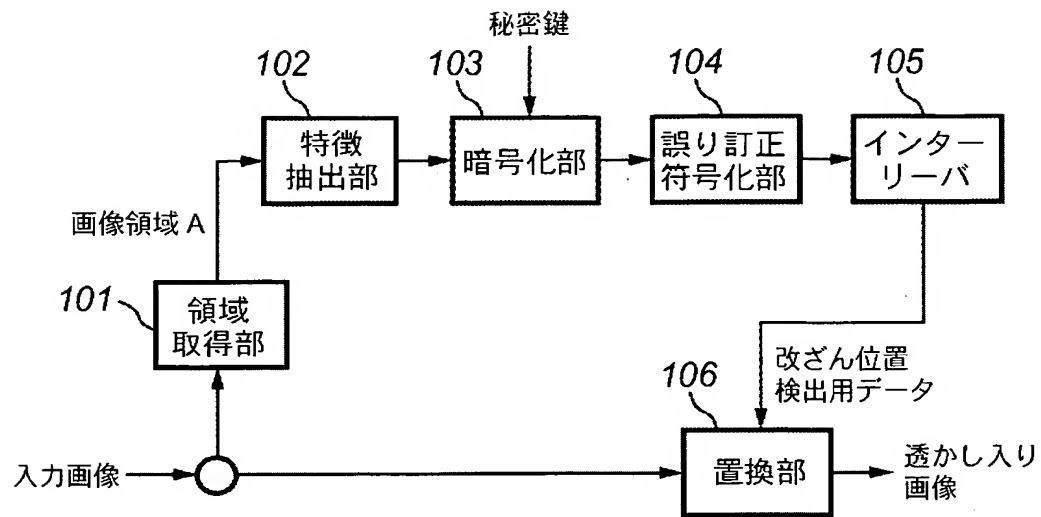 秘密鍵
102
103
104
105
特徴
抽出部
暗号化部
誤り訂正
符号化部
インター
リーバ
画像領域 A
101
領域
取得部
改ざん位置
検出用データ
106
入力画像
置換部
透かし入り
画像